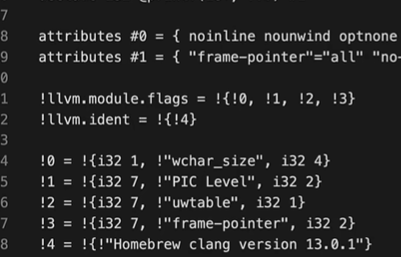 7
8 attributes #0 = { noinline nounwind optnone
9 attributes #1 = { "frame-pointer"="all" "no-
0
1 !llvm.module.flags = !{!0, !1, !2, !3}
2 !llvm.ident = !{!4}
3
4 !0 = !{i32 1, !"wchar_size", i32 4}
5 !1 = !{i32 7, !"PIC Level", i32 2}
6 !2 = !{i32 7, !"uwtable", i32 1}
7 !3 = !{i32 7, !"frame-pointer", i32 2}
8 !4 = !{!"Homebrew clang version 13.0.1"}